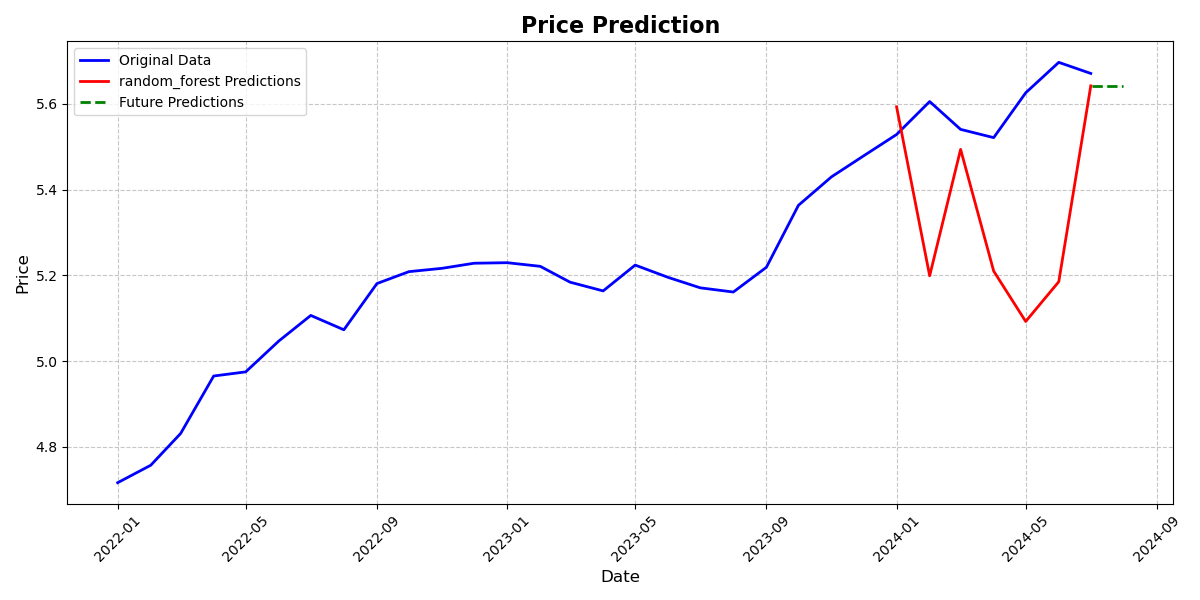 Price Prediction
Original Data
random_forest Predictions
Future Predictions
Price
5.6
5.4
5.2
5.0
4.8
2022-01
2022-05
2022-09
2023-01
2023-05
2023-09
2024-01
2024-05
2024-09
Date